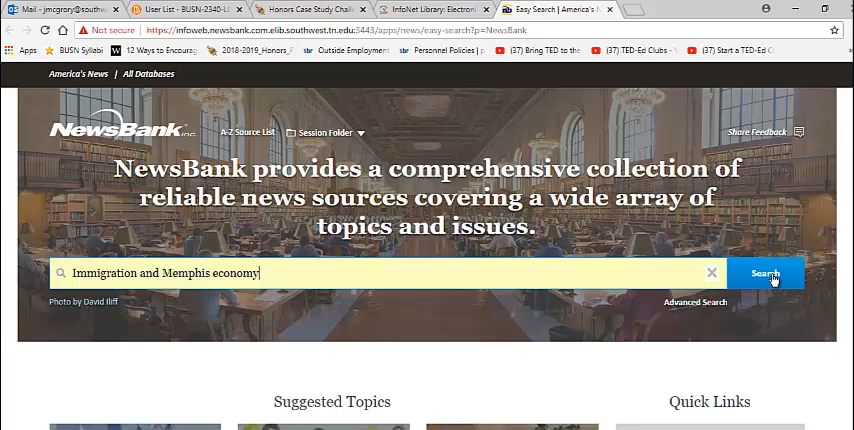 Mail - jmcgrory@southw
User List - BUSN-2340-L0
Honors Case Study Chall
InfoNet Library: Electroni
Easy Search | America's N
Not secure | https://infoweb.newsbank.com.elib.southwest.tn.edu:3443/apps/news/easy-search?p=NewsBank
Apps
BUSN Syllabi
12 Ways to Encourag
2018-2019_Honors_F
Outside Employment
Personnel Policies | p
(37) Bring TED to the
(37) TED-Ed Clubs - Y
(37) Start a TED-Ed C
America's News | All Databases
NewsBank inc.
A-Z Source List
Session Folder
Share Feedback
NewsBank provides a comprehensive collection of
reliable news sources covering a wide array of
topics and issues.
Immigration and Memphis economy
Search
Photo by David Iliff
Advanced Search
Suggested Topics
Quick Links